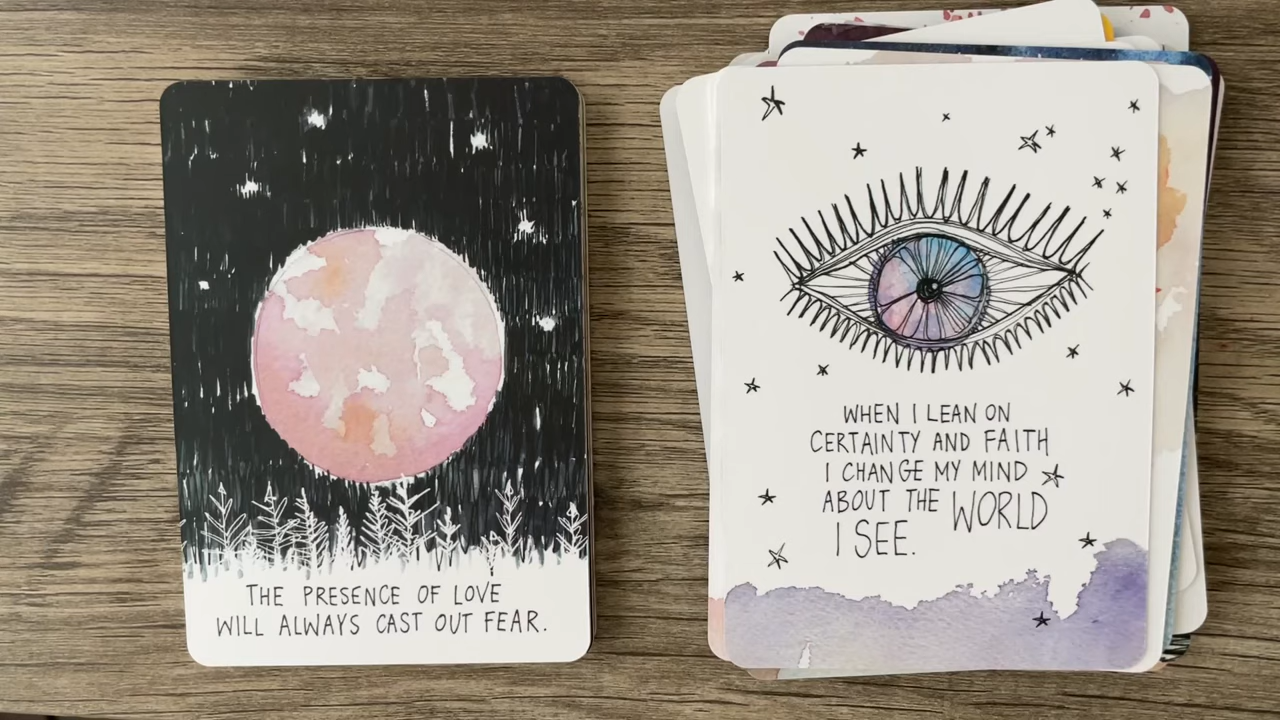 THE PRESENCE OF LOVE
WILL ALWAYS CAST OUT FEAR.
WHEN I LEAN ON
CERTAINTY AND FAITH
I CHANGE MY MIND
ABOUT THE WORLD
I SEE.